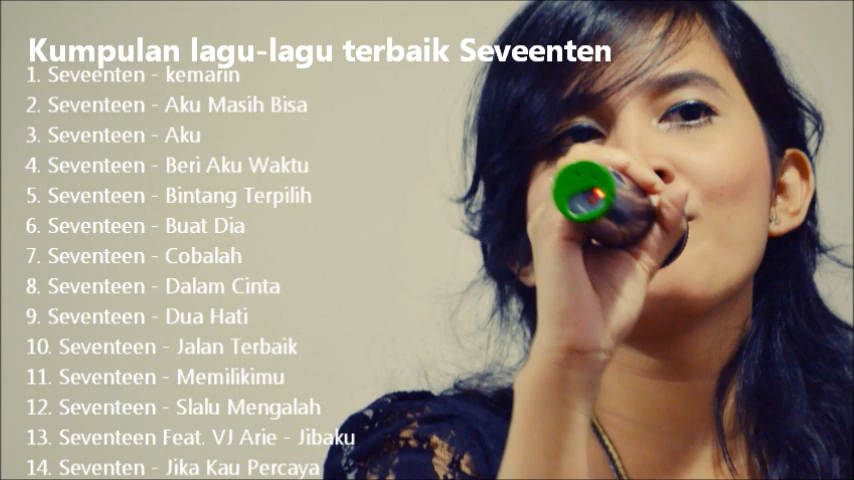 Kumpulan lagu-lagu terbaik Seveenten
1. Seveenten - kemarin
2. Seventeen - Aku Masih Bisa
3. Seventeen - Aku
4. Seventeen - Beri Aku Waktu
5. Seventeen - Bintang Terpilih
6. Seventeen - Buat Dia
7. Seventeen - Cobalah
8. Seventeen - Dalam Cinta
9. Seventeen - Dua Hati
10. Seventeen - Jalan Terbaik
11. Seventeen - Memilikimu
12. Seventeen - Slalu Mengalah
13. Seventeen Feat. VJ Arie - Jibaku
14. Seventen - Jika Kau Percaya